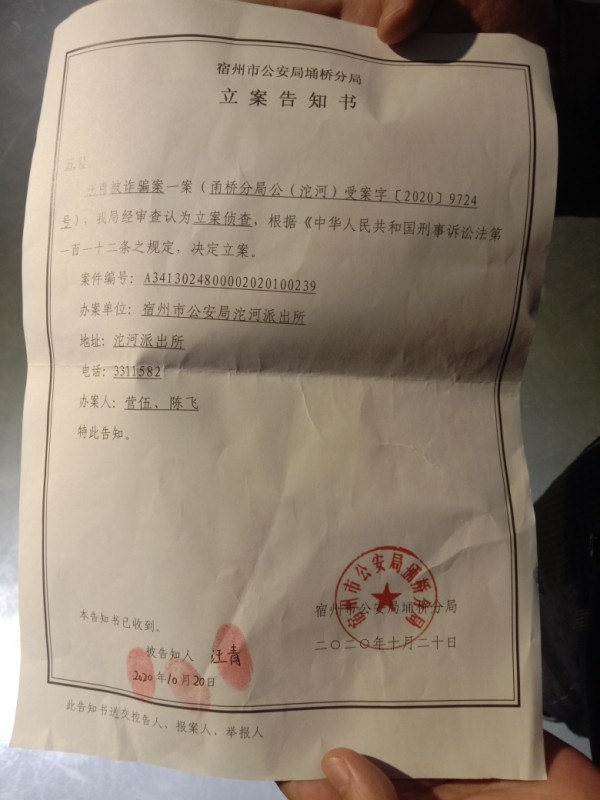 宿州市公安局埇桥分局
立案告知书
汪青被诈骗案一案（甬桥分局公（沱河）受案字〔2020〕9724
号），我局经审查认为立案侦查，根据《中华人民共和国刑事诉讼法第
一百一十二条之规定，决定立案。
案件编号：A3413024800002020100239
办案单位：宿州市公安局沱河派出所
地址：沱河派出所
电话：3311582
办案人：营伍、陈飞
特此告知。
宿州市公安局埇桥分局
宿州市公安局埇桥分局
二〇二〇年十月二十日
本告知书已收到。
被告知人 汪青
2020年10月20日
此告知书送交控告人、报案人、举报人